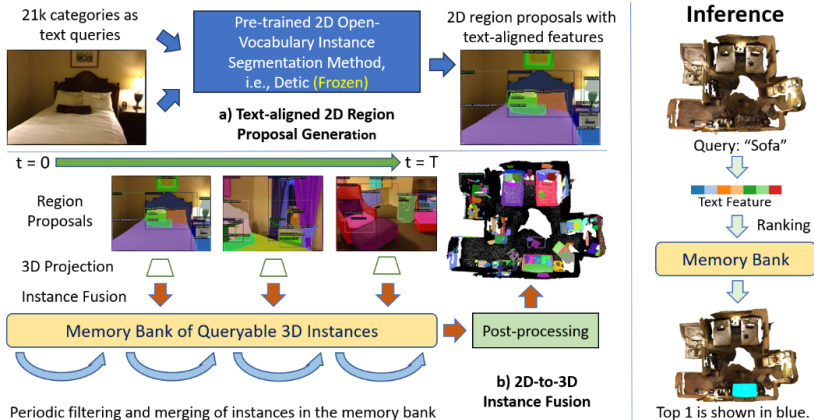 21k categories as
text queries
Pre-trained 2D Open-
Vocabulary Instance
Segmentation Method,
i.e., Detic (Frozen)
2D region proposals with
text-aligned features
a) Text-aligned 2D Region
Proposal Generation
t = 0
t = T
Region
Proposals
3D Projection
Instance Fusion
Memory Bank of Queryable 3D Instances
Post-processing
b) 2D-to-3D
Instance Fusion
Periodic filtering and merging of instances in the memory bank
Inference
Query: “Sofa”
Text Feature
Ranking
Memory Bank
Top 1 is shown in blue.